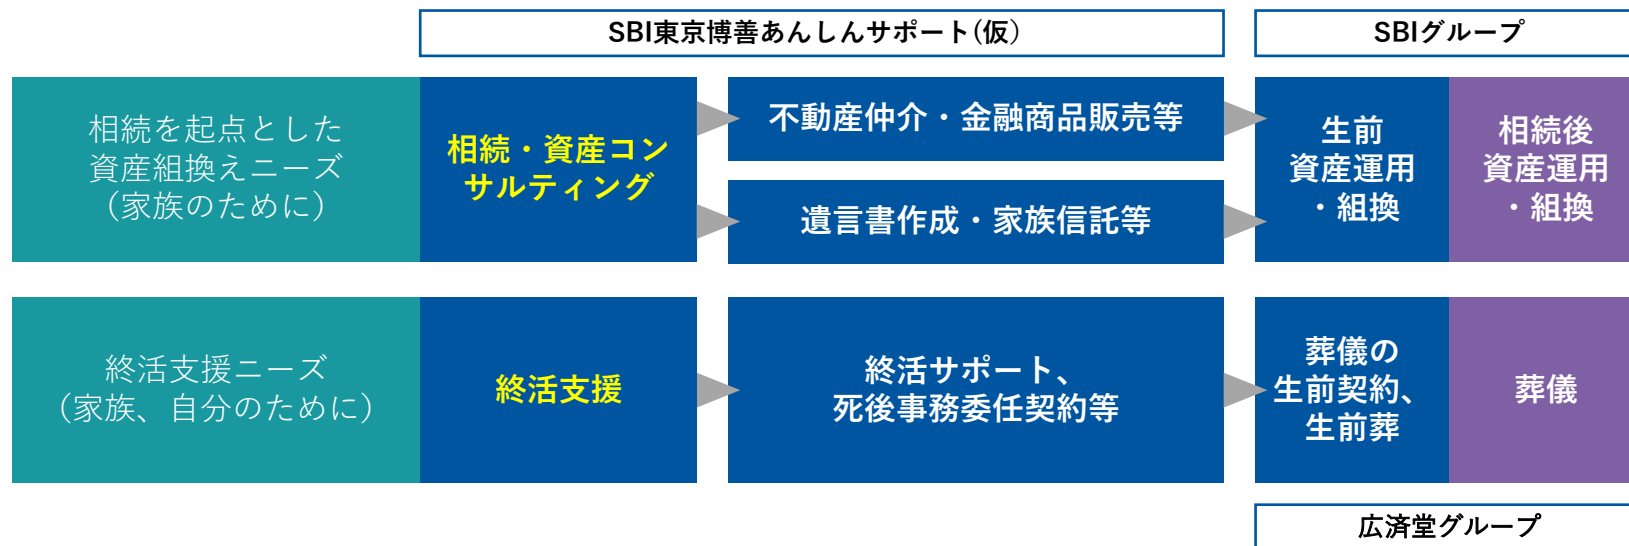 SBI東京博善あんしんサポート(仮)
SBIグループ
相続を起点とした
資産組換えニーズ
(家族のために)
相続・資産コン
サルティング
不動産仲介・金融商品販売等
遺言書作成・家族信託等
生前
資産運用
・組換
相続後
資産運用
・組換
終活支援ニーズ
(家族、自分のために)
終活支援
終活サポート、
死後事務委任契約等
葬儀の
生前契約、
生前葬
葬儀
広済堂グループ